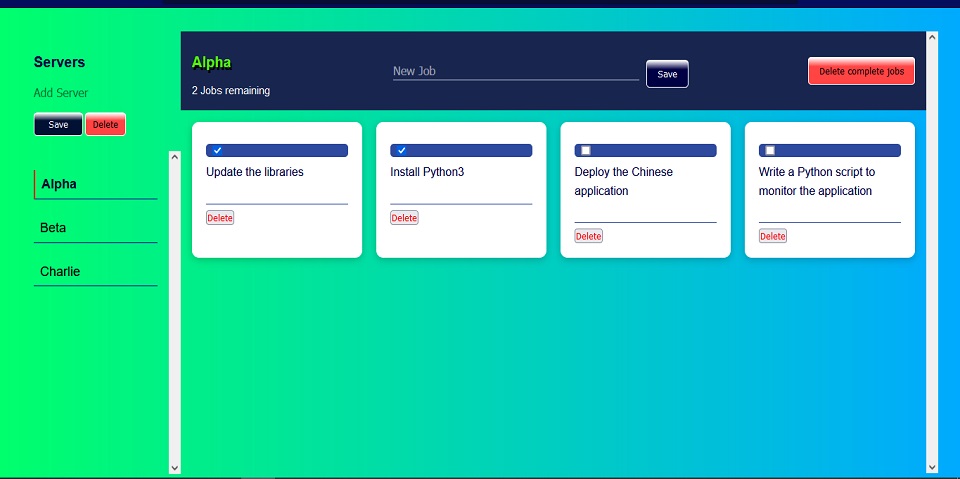 Servers
Add Server
Save Delete
Alpha
Beta
Charlie
Alpha
2 Jobs remaining
New Job
Save
Delete complete jobs
Update the libraries
Delete
Install Python3
Delete
Deploy the Chinese
application
Delete
Write a Python script to
monitor the application
Delete